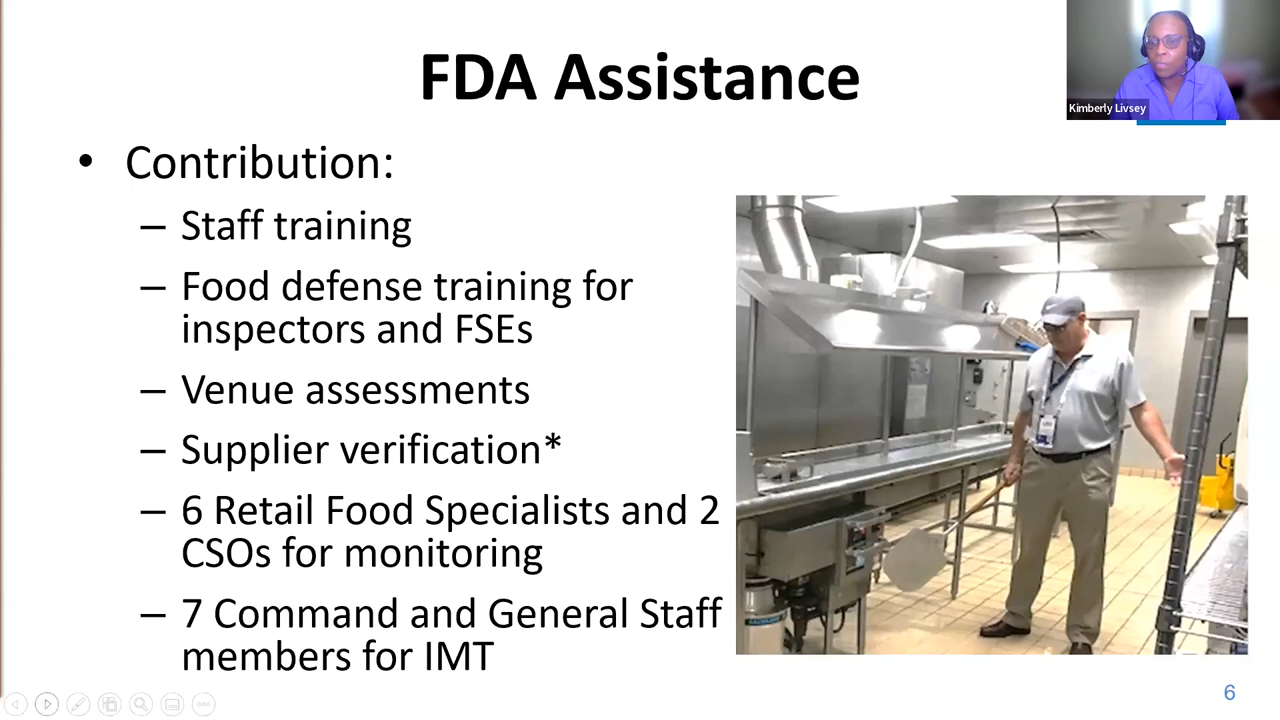 FDA Assistance
Kimberly Livsey
• Contribution:
– Staff training
– Food defense training for
inspectors and FSEs
– Venue assessments
– Supplier verification*
– 6 Retail Food Specialists and 2
CSOs for monitoring
– 7 Command and General Staff
members for IMT
6